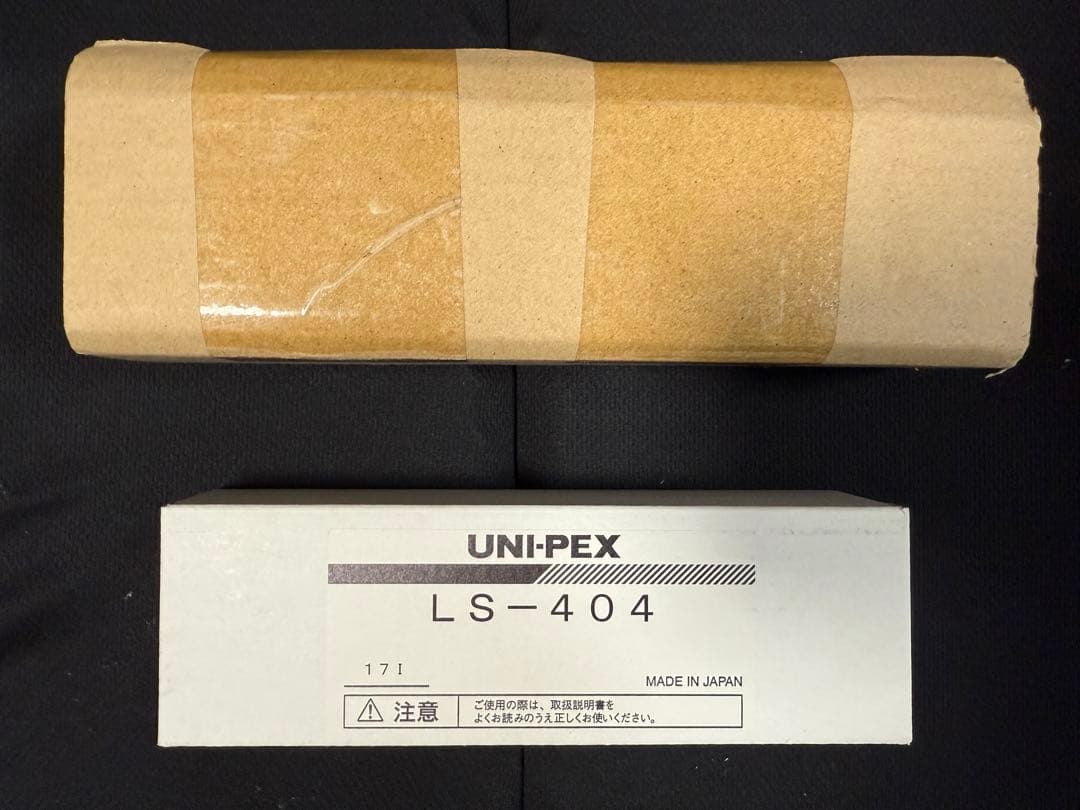 UNI-PEX
LS-404
17I
MADE IN JAPAN
注意
ご使用の際は、取扱説明書を
よくお読みのうえ正しくお使いください。